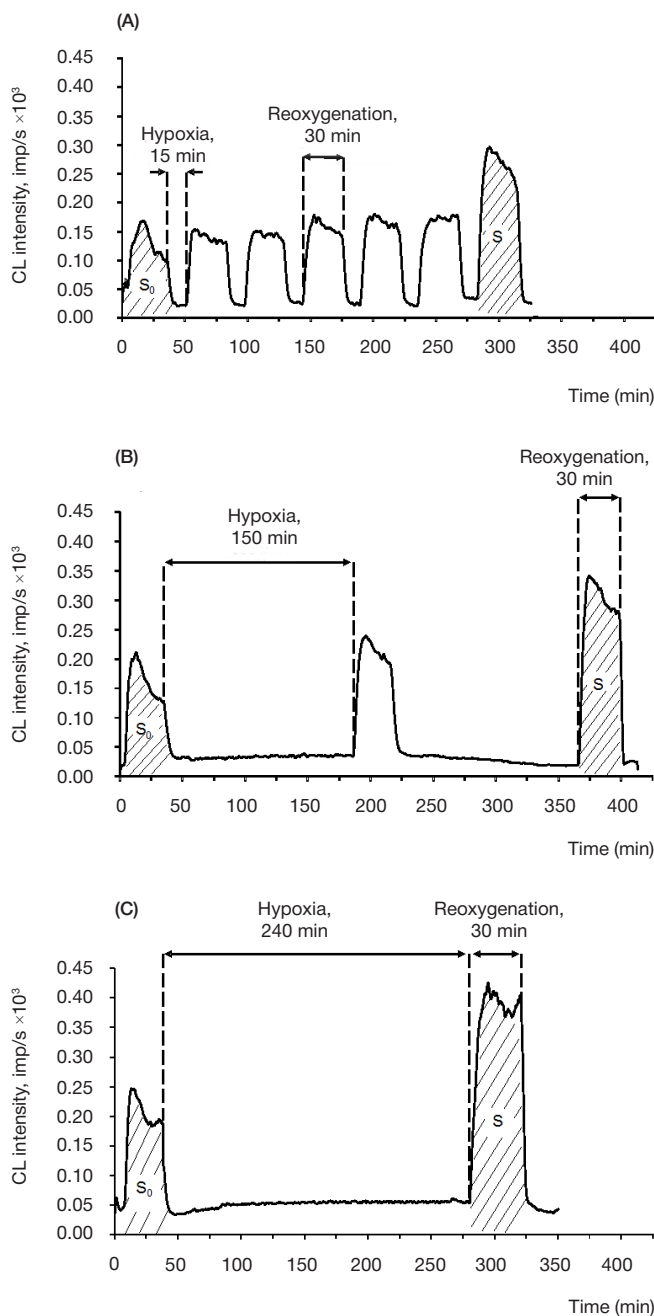 (A)
CL intensity, imp/s ×10³
0.45
0.40
0.35
0.30
0.25
0.20
0.15
0.10
0.05
0.00
Hypoxia,
15 min
Reoxygenation,
30 min
S₀
S
0 50 100 150 200 250 300 350 400
Time (min)
(B)
CL intensity, imp/s ×10³
0.45
0.40
0.35
0.30
0.25
0.20
0.15
0.10
0.05
0.00
Hypoxia,
150 min
Reoxygenation,
30 min
S₀
S
0 50 100 150 200 250 300 350 400
Time (min)
(C)
CL intensity, imp/s ×10³
0.45
0.40
0.35
0.30
0.25
0.20
0.15
0.10
0.05
0.00
Hypoxia,
240 min
Reoxygenation,
30 min
S₀
S
0 50 100 150 200 250 300 350 400
Time (min)